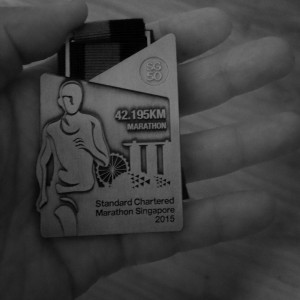 SG
50
42.195KM
MARATHON
Standard Chartered
Marathon Singapore
2015